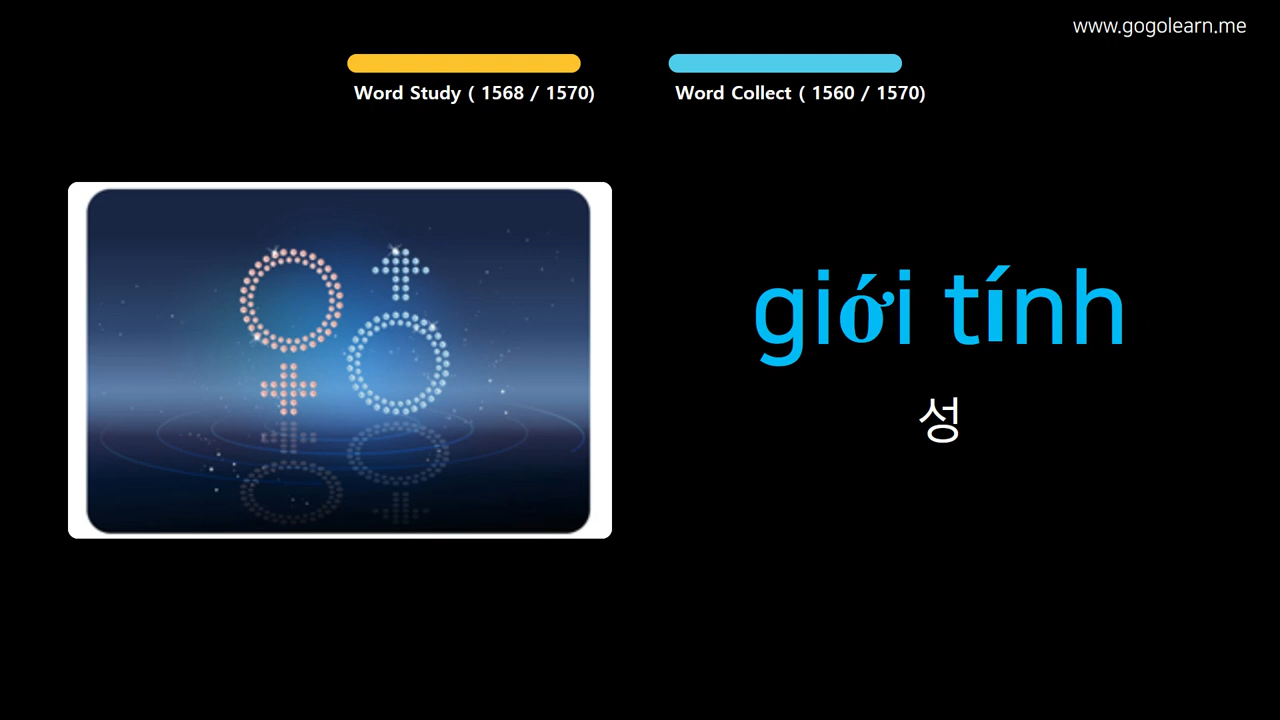 www.gogolearn.me
Word Study ( 1568 / 1570)
Word Collect ( 1560 / 1570)
giới tính
성